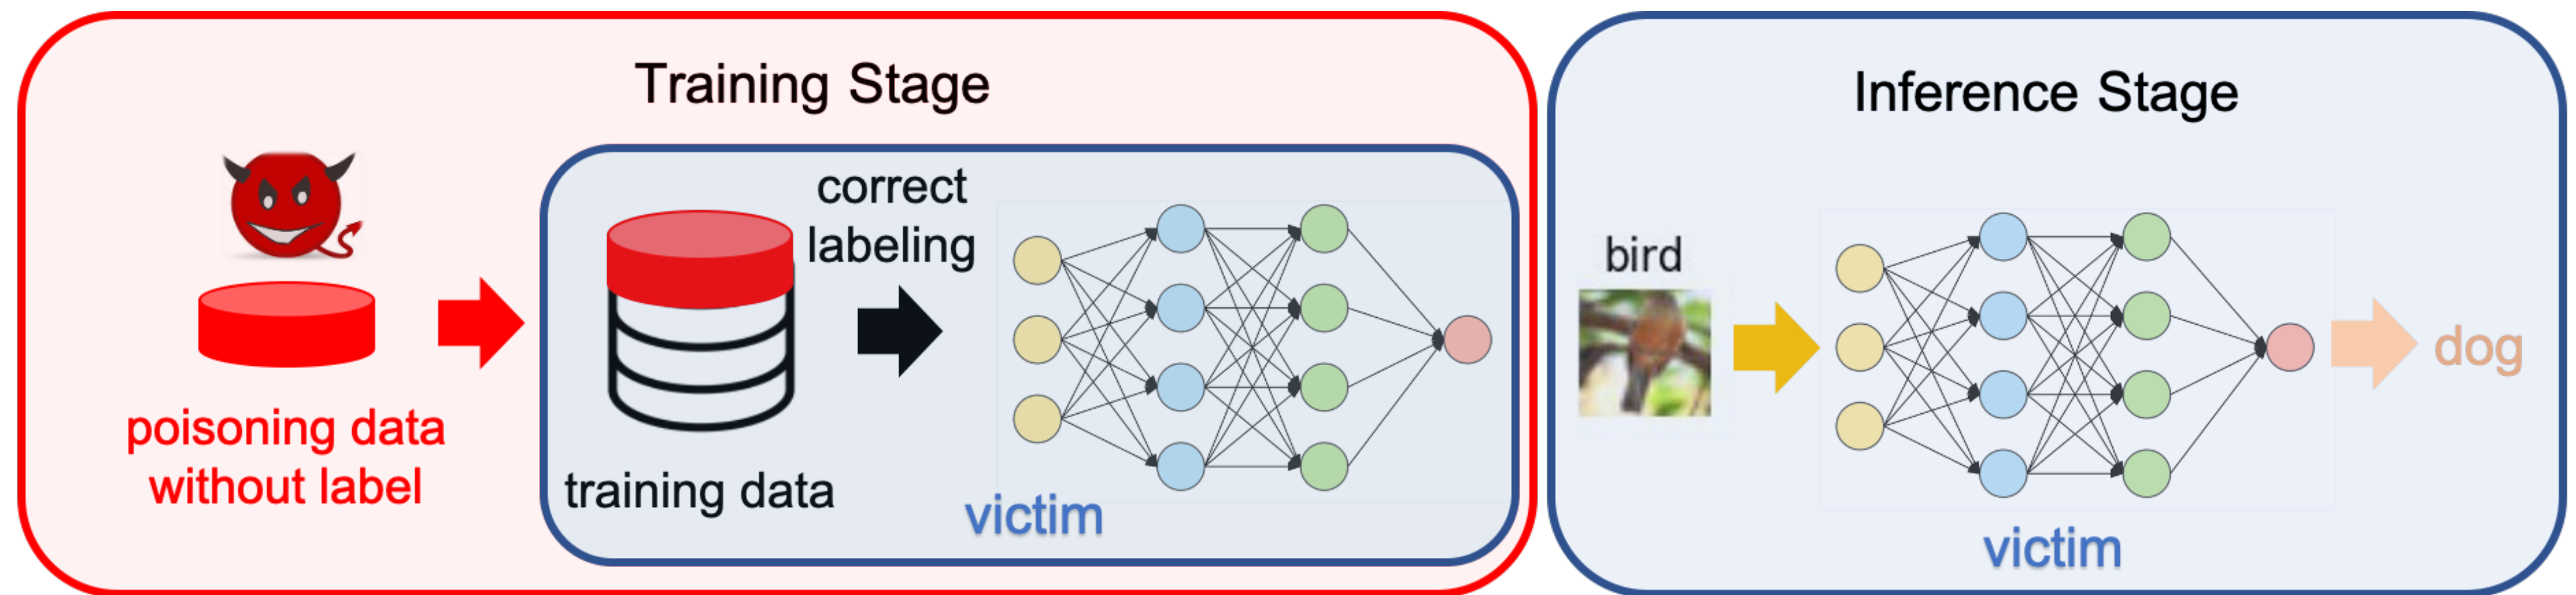 Training Stage
poisoning data
without label
training data
correct
labeling
victim
Inference Stage
bird
victim
dog